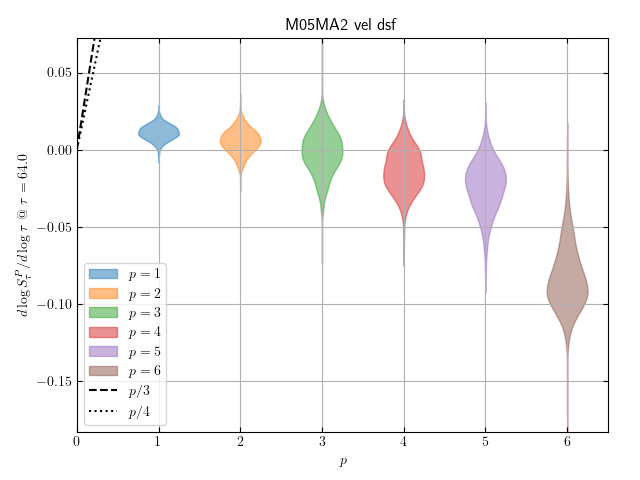 M05MA2 vel dsf
d log S_τ^P / d log τ @ τ = 64.0
0.05
0.00
−0.05
−0.10
−0.15
p = 1
p = 2
p = 3
p = 4
p = 5
p = 6
p/3
p/4
0 1 2 3 4 5 6
p